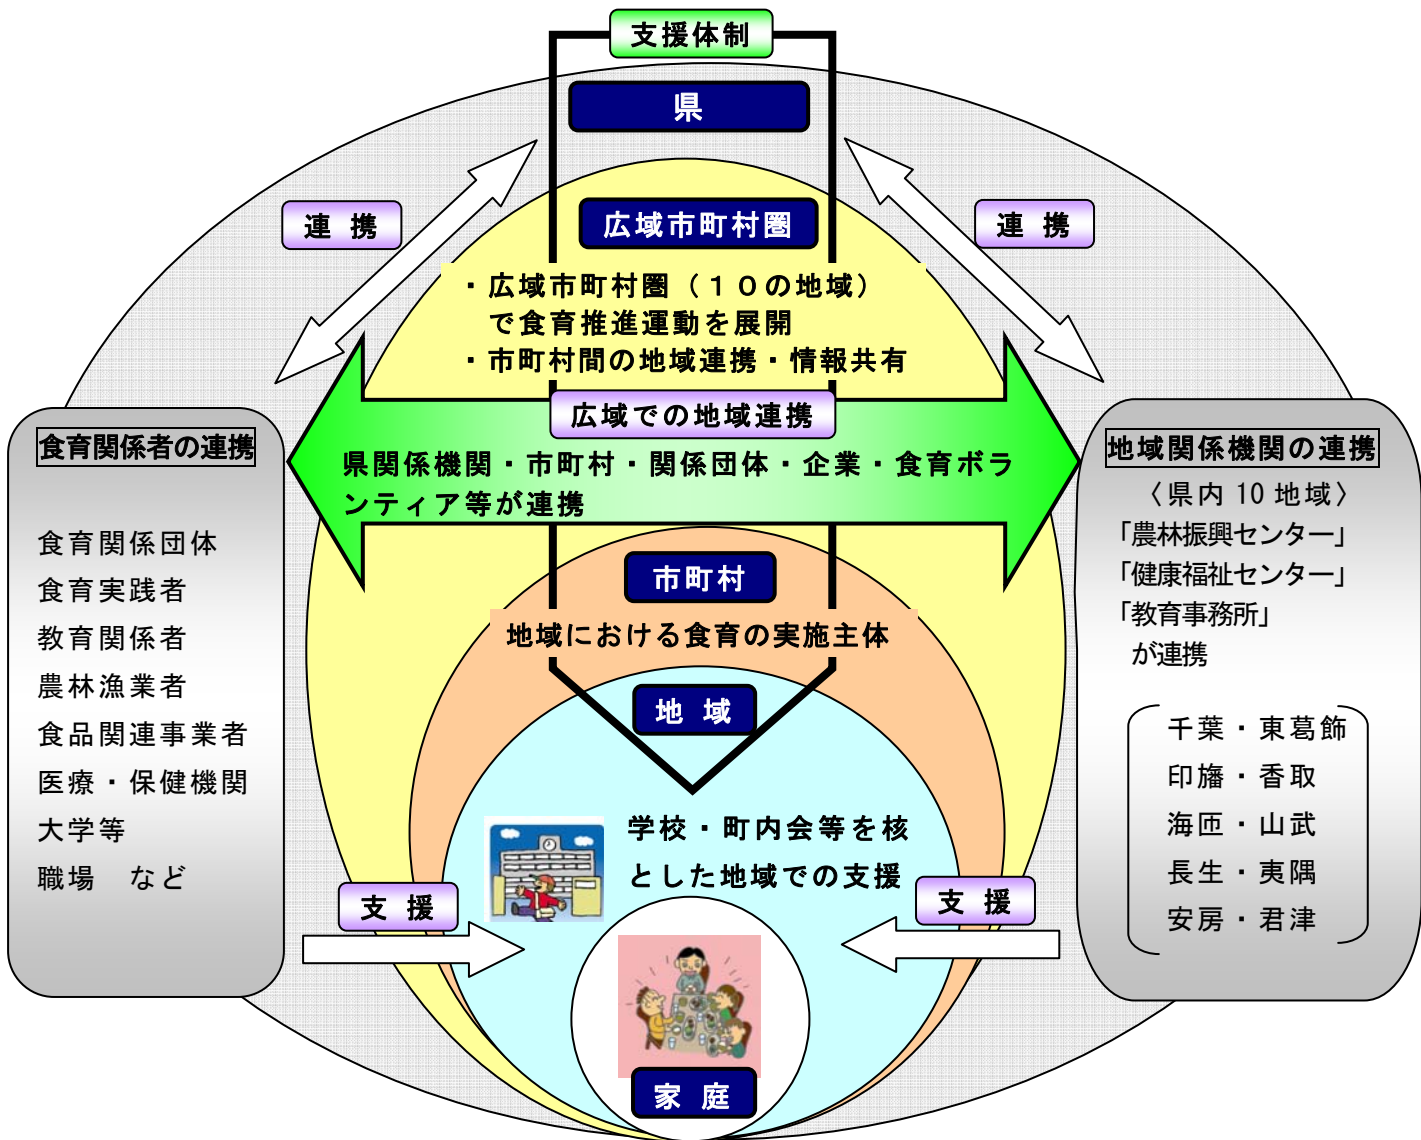 支援体制
県
連 携
連 携
広域市町村圏
・広域市町村圏（１０の地域）
で食育推進運動を展開
・市町村間の地域連携・情報共有
広域での地域連携
県関係機関・市町村・関係団体・企業・食育ボラ
ンティア等が連携
食育関係者の連携
食育関係団体
食育実践者
教育関係者
農林漁業者
食品関連事業者
医療・保健機関
大学等
職場　など
地域関係機関の連携
〈県内 10 地域〉
「農林振興センター」
「健康福祉センター」
「教育事務所」
が連携
千葉・東葛飾
印旛・香取
海匝・山武
長生・夷隅
安房・君津
市町村
地域における食育の実施主体
地 域
学校・町内会等を核
とした地域での支援
支 援
支 援
家 庭